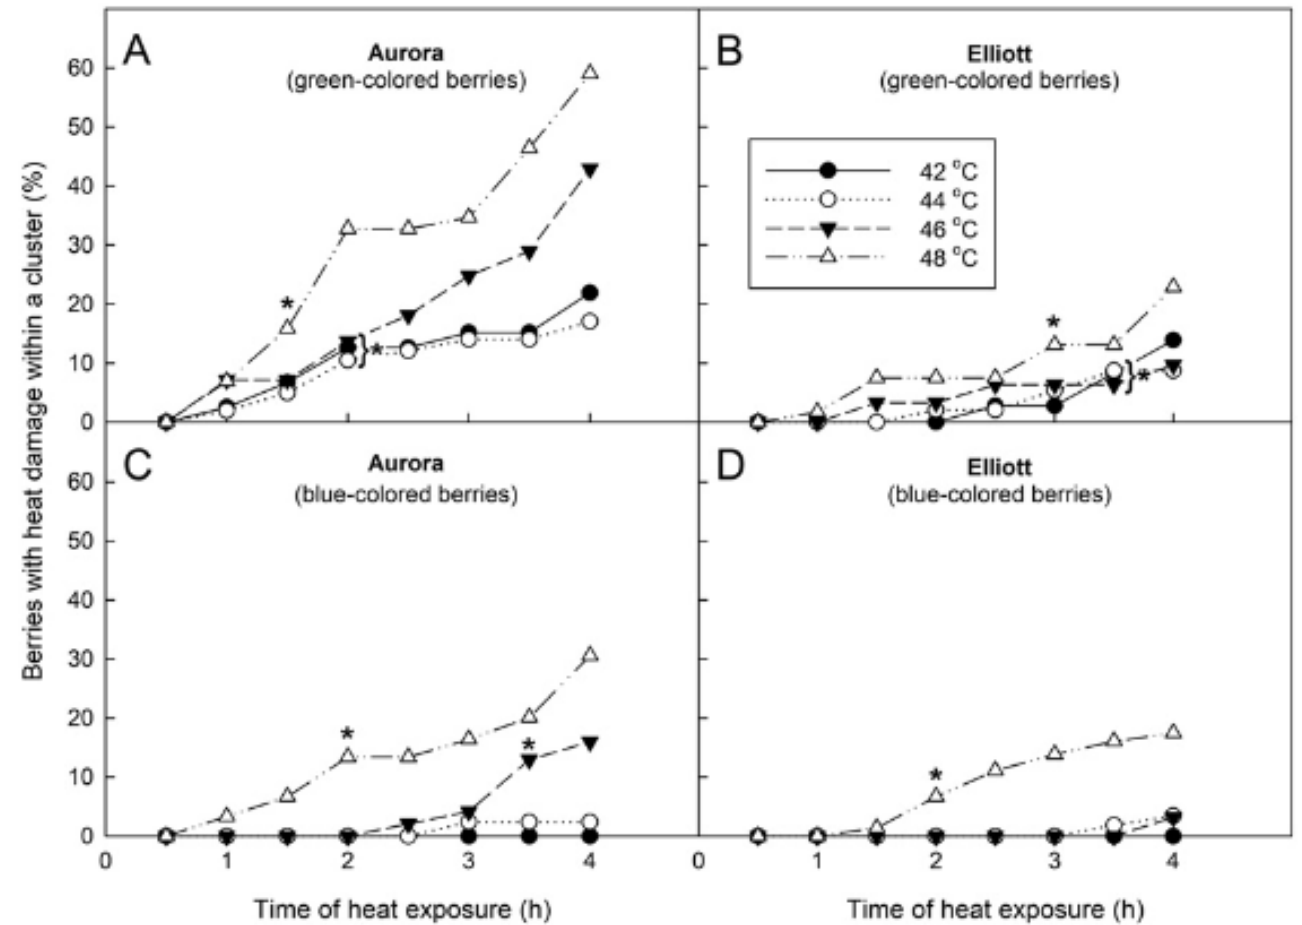 A
Aurora
(green-colored berries)
B
Elliott
(green-colored berries)
42 °C
44 °C
46 °C
48 °C
60
50
40
30
20
10
0
*
} *
*
} *
C
Aurora
(blue-colored berries)
D
Elliott
(blue-colored berries)
60
50
40
30
20
10
0
*
*
*
0 1 2 3 4 0 1 2 3 4
Time of heat exposure (h) Time of heat exposure (h)
Berries with heat damage within a cluster (%)